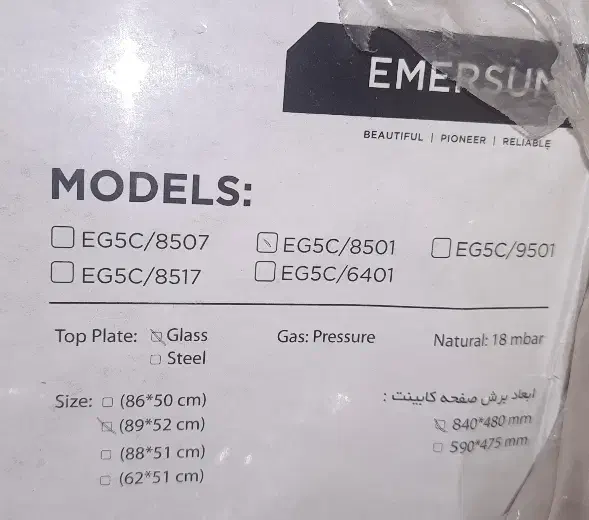 EMERSUN
BEAUTIFUL | PIONEER | RELIABLE
MODELS:
EG5C/8507 EG5C/8501 EG5C/9501
EG5C/8517 EG5C/6401
Top Plate: Glass Gas: Pressure Natural: 18 mbar
Steel
Size: (86*50 cm) ابعاد برش صفحه کابینت :
(89*52 cm) 840*480 mm
(88*51 cm) 590*475 mm
(62*51 cm)